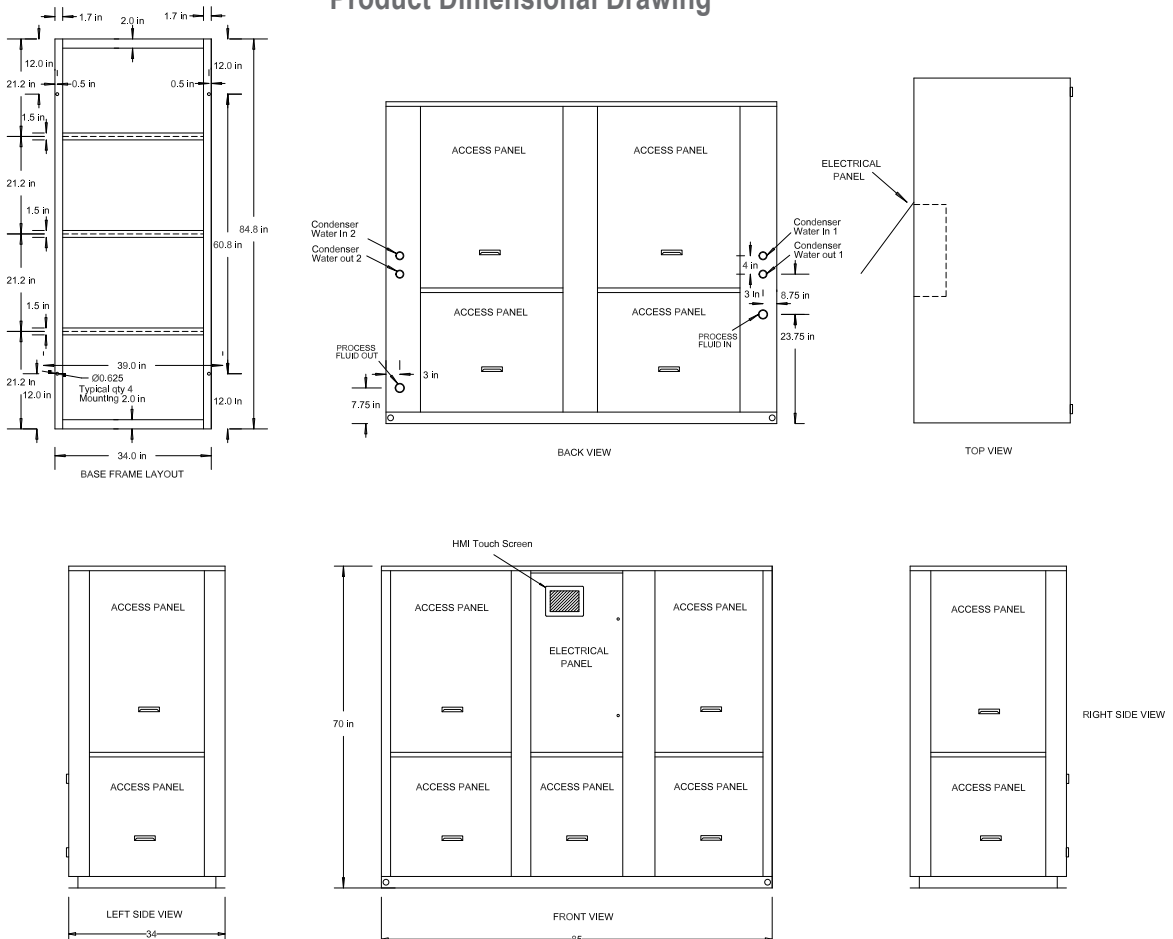 Product Dimensional Drawing
1.7 in
2.0 in
1.7 in
12.0 in
12.0 in
21.2 in
0.5 in
0.5 in
1.5 in
21.2 in
1.5 in
84.8 in
60.8 in
21.2 in
1.5 in
39.0 in
21.2 in
12.0 in
Ø0.625
Typical qty 4
Mounting
2.0 in
12.0 in
34.0 in
BASE FRAME LAYOUT
ACCESS PANEL
ACCESS PANEL
Condenser
Water In 2
Condenser
Water out 2
Condenser
Water In 1
Condenser
Water out 1
4 in
3 in
8.75 in
ACCESS PANEL
ACCESS PANEL
PROCESS
FLUID IN
23.75 in
PROCESS
FLUID OUT
3 in
7.75 in
BACK VIEW
ELECTRICAL
PANEL
TOP VIEW
ACCESS PANEL
ACCESS PANEL
LEFT SIDE VIEW
34
HMI Touch Screen
ACCESS PANEL
ELECTRICAL
PANEL
ACCESS PANEL
70 in
ACCESS PANEL
ACCESS PANEL
ACCESS PANEL
FRONT VIEW
85
ACCESS PANEL
ACCESS PANEL
RIGHT SIDE VIEW